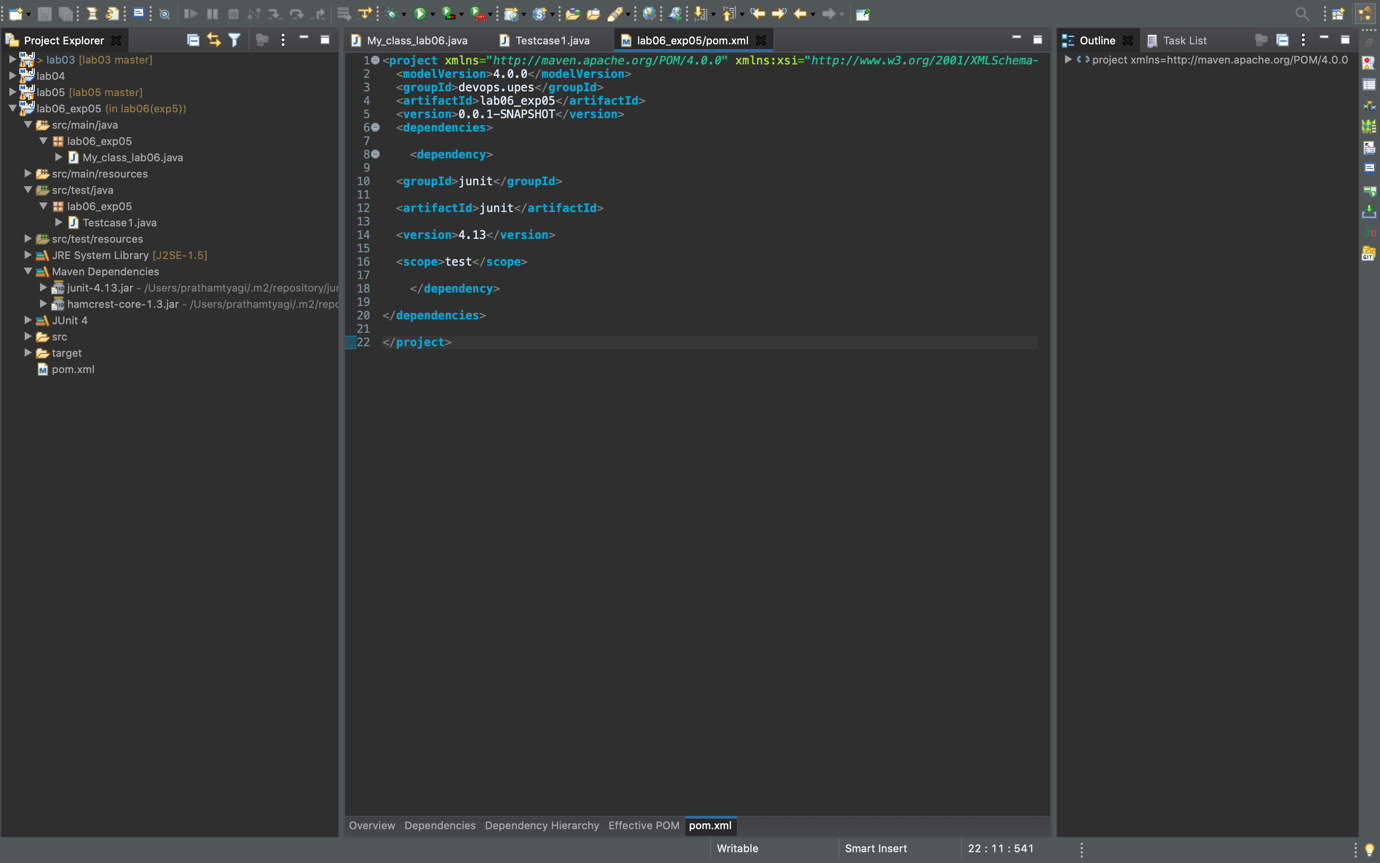 Project Explorer
> lab03 [lab03 master]
lab04
lab05 [lab05 master]
lab06_exp05 (in lab06(exp5))
src/main/java
lab06_exp05
My_class_lab06.java
src/main/resources
src/test/java
lab06_exp05
Testcase1.java
src/test/resources
JRE System Library [J2SE-1.5]
Maven Dependencies
junit-4.13.jar - /Users/prathamtyagi/.m2/repository/jur
hamcrest-core-1.3.jar - /Users/prathamtyagi/.m2/repo
JUnit 4
src
target
pom.xml
My_class_lab06.java Testcase1.java lab06_exp05/pom.xml
1 <project xmlns="http://maven.apache.org/POM/4.0.0" xmlns:xsi="http://www.w3.org/2001/XMLSchema-
2 <modelVersion>4.0.0</modelVersion>
3 <groupId>devops.upes</groupId>
4 <artifactId>lab06_exp05</artifactId>
5 <version>0.0.1-SNAPSHOT</version>
6 <dependencies>
7
8 <dependency>
9
10 <groupId>junit</groupId>
11
12 <artifactId>junit</artifactId>
13
14 <version>4.13</version>
15
16 <scope>test</scope>
17
18 </dependency>
19
20 </dependencies>
21
22 </project>
Overview Dependencies Dependency Hierarchy Effective POM pom.xml
Outline Task List
project xmlns=http://maven.apache.org/POM/4.0.0
Writable Smart Insert 22 : 11 : 541